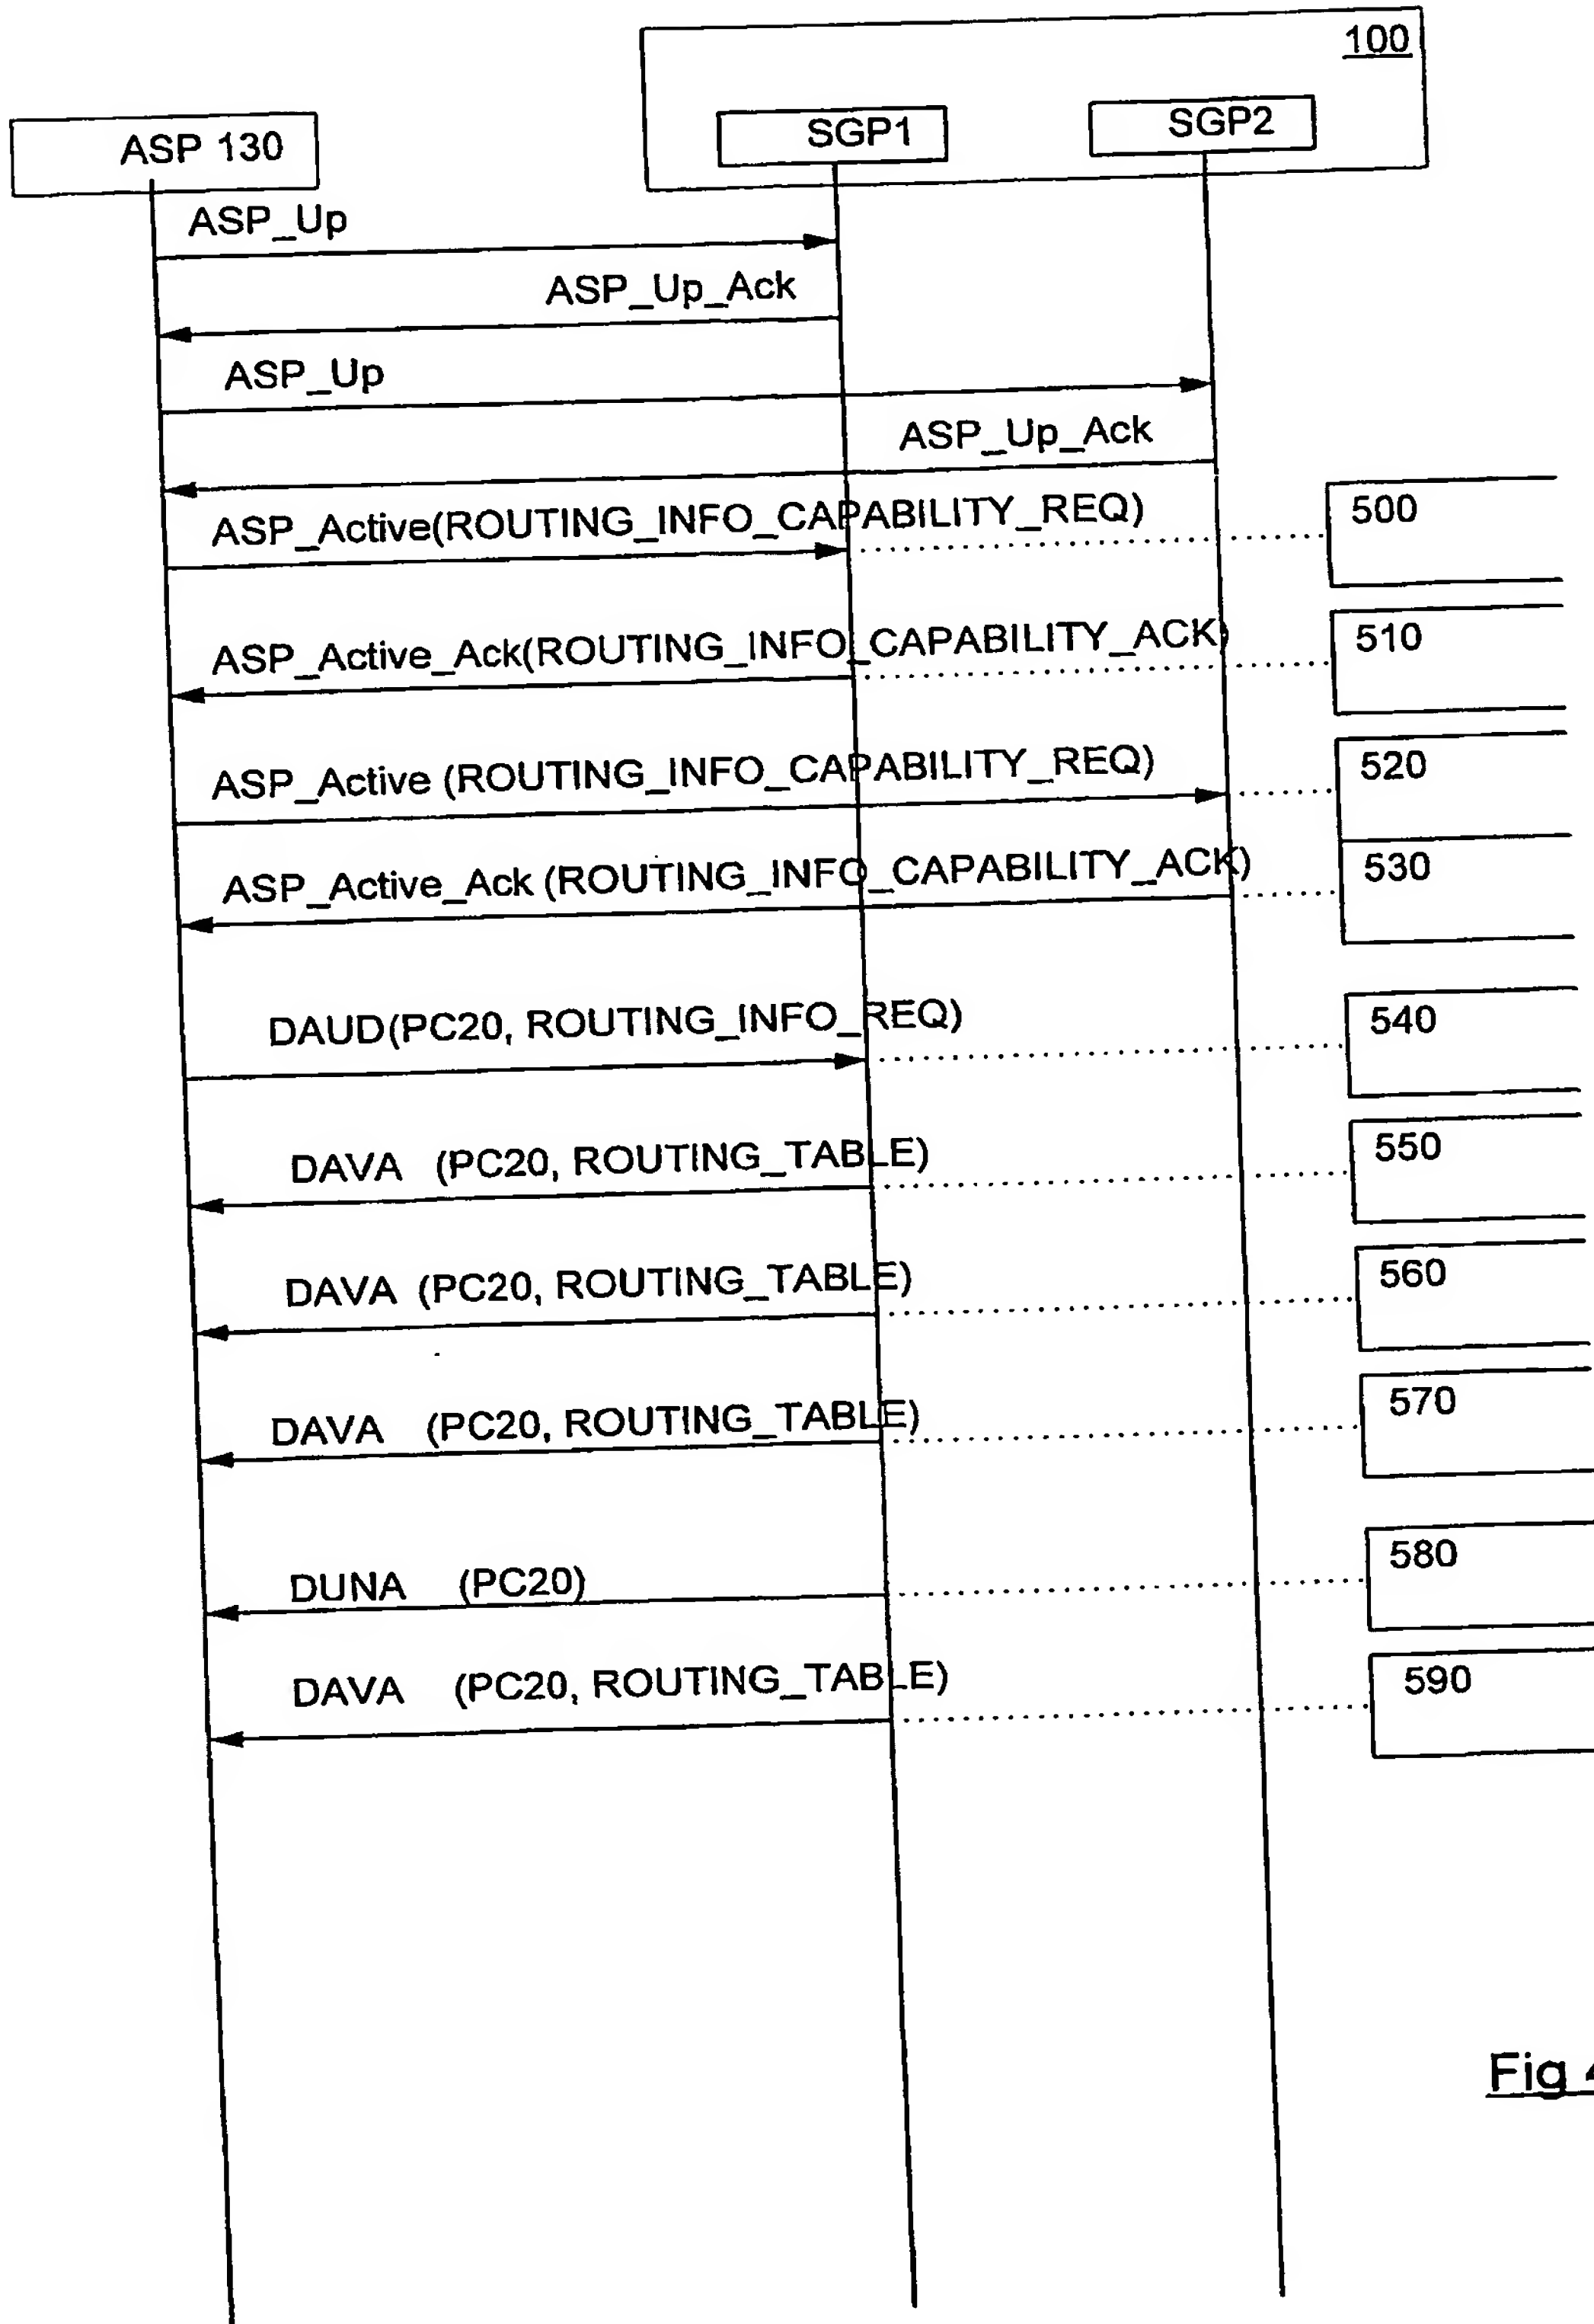 100
ASP 130
SGP1
SGP2
ASP_Up
ASP_Up_Ack
ASP_Up
ASP_Up_Ack
ASP_Active(ROUTING_INFO_CAPABILITY_REQ)
500
ASP_Active_Ack(ROUTING_INFO_CAPABILITY_ACK)
510
ASP_Active (ROUTING_INFO_CAPABILITY_REQ)
520
ASP_Active_Ack (ROUTING_INFO_CAPABILITY_ACK)
530
DAUD(PC20, ROUTING_INFO_REQ)
540
DAVA (PC20, ROUTING_TABLE)
550
DAVA (PC20, ROUTING_TABLE)
560
DAVA (PC20, ROUTING_TABLE)
570
DUNA (PC20)
580
DAVA (PC20, ROUTING_TABLE)
590
Fig 4